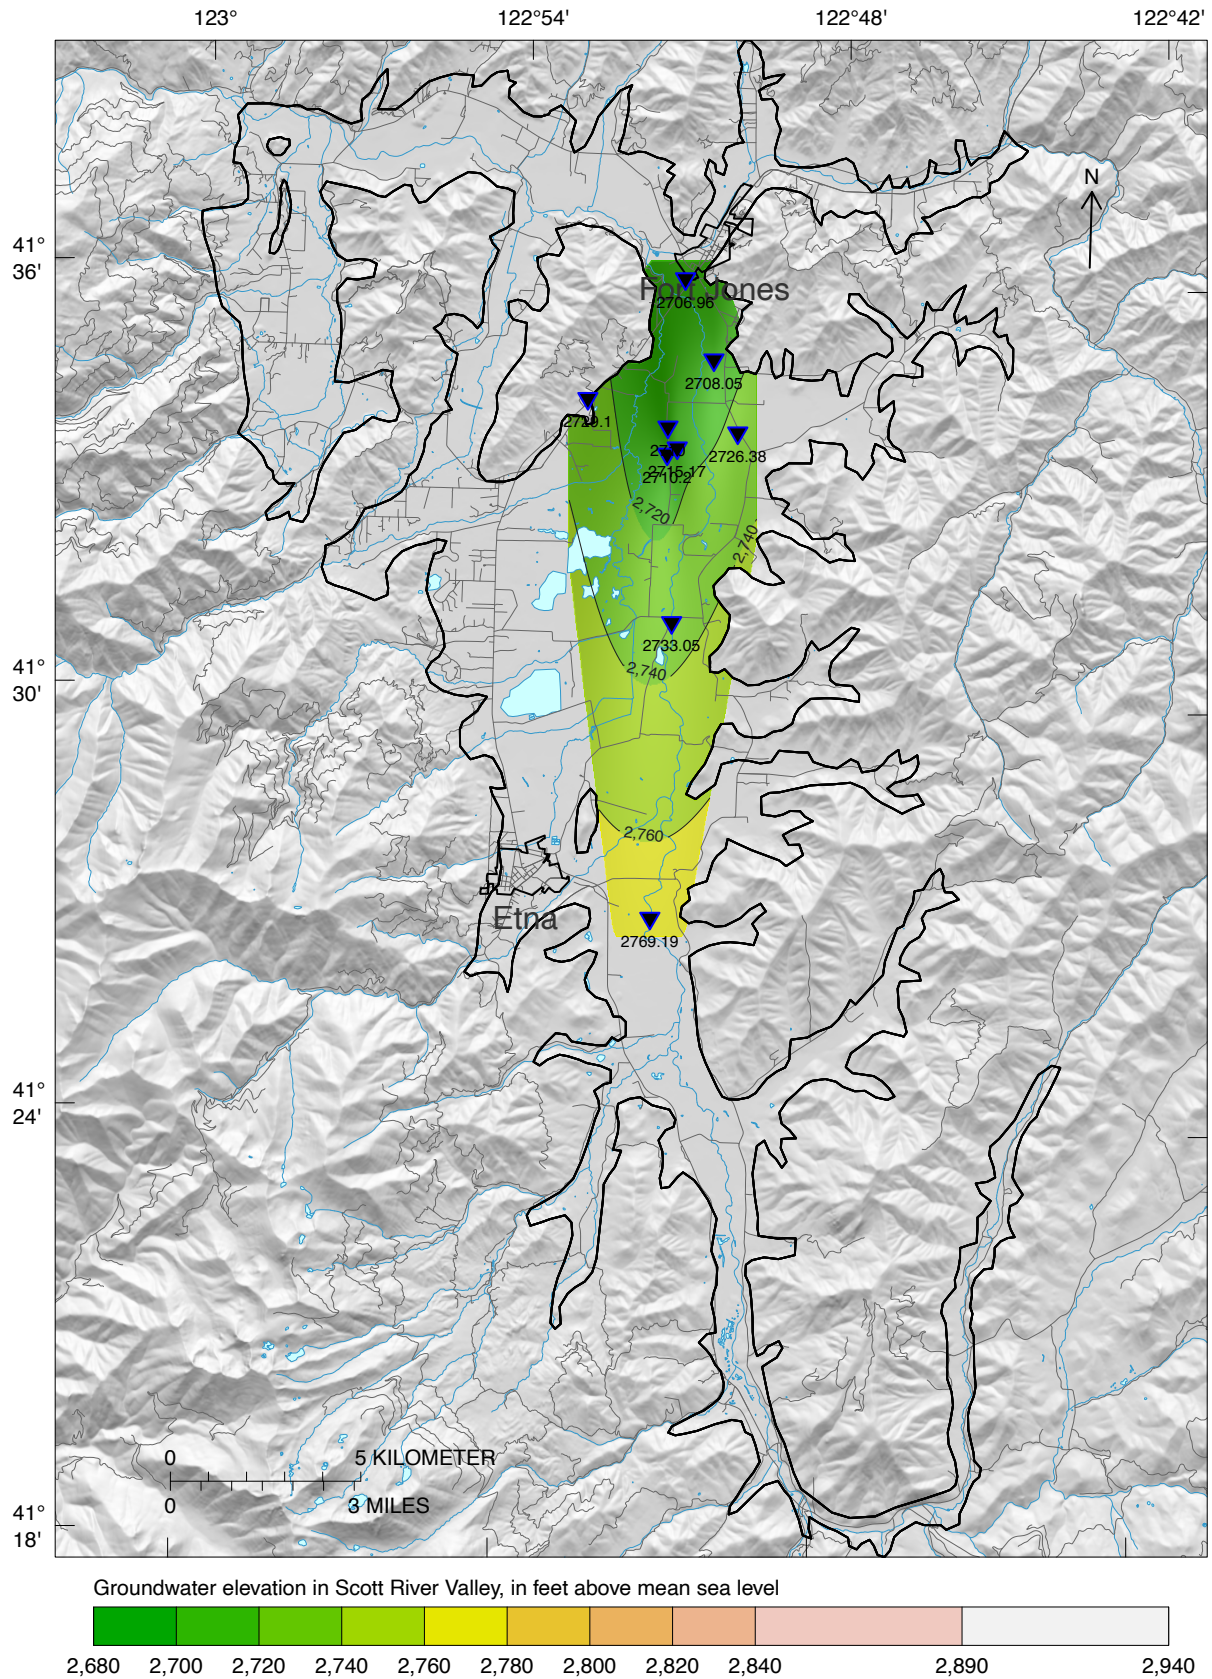 123° 122°54' 122°48' 122°42'
N
41°
36'
Fort Jones
2706.96
2708.05
2729.1
2726.38
2715.17
2710.2
2,720
2,740
2733.05
2,740
41°
30'
2,760
Etna
2769.19
41°
24'
0 5 KILOMETER
0 3 MILES
41°
18'
Groundwater elevation in Scott River Valley, in feet above mean sea level
2,680 2,700 2,720 2,740 2,760 2,780 2,800 2,820 2,840 2,890 2,940